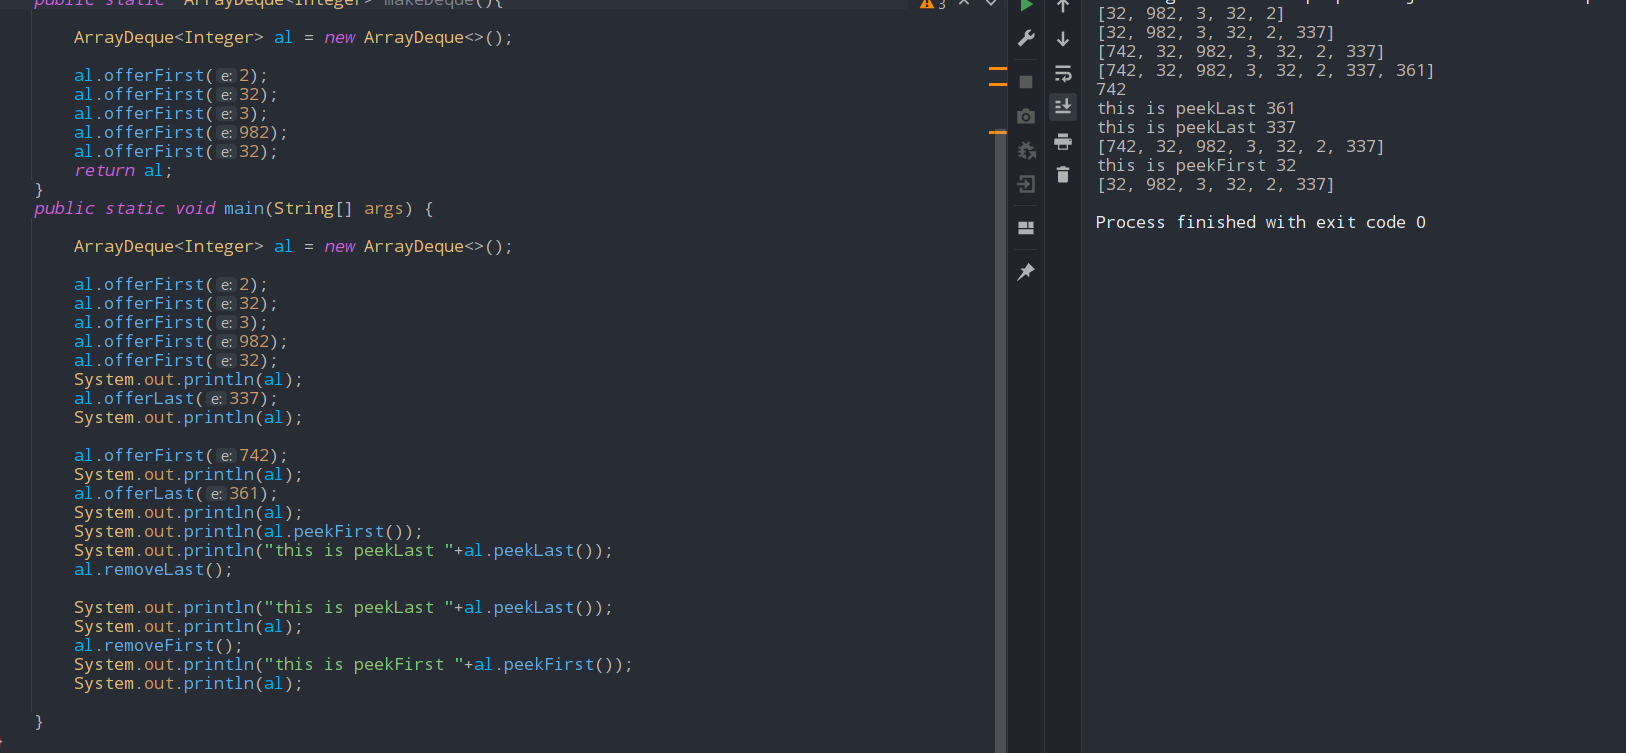 public static ArrayDeque<Integer> makeDeque(){
ArrayDeque<Integer> al = new ArrayDeque<>();
al.offerFirst( e: 2);
al.offerFirst( e: 32);
al.offerFirst( e: 3);
al.offerFirst( e: 982);
al.offerFirst( e: 32);
return al;
}
public static void main(String[] args) {
ArrayDeque<Integer> al = new ArrayDeque<>();
al.offerFirst( e: 2);
al.offerFirst( e: 32);
al.offerFirst( e: 3);
al.offerFirst( e: 982);
al.offerFirst( e: 32);
System.out.println(al);
al.offerLast( e: 337);
System.out.println(al);
al.offerFirst( e: 742);
System.out.println(al);
al.offerLast( e: 361);
System.out.println(al);
System.out.println(al.peekFirst());
System.out.println("this is peekLast "+al.peekLast());
al.removeLast();
System.out.println("this is peekLast "+al.peekLast());
System.out.println(al);
al.removeFirst();
System.out.println("this is peekFirst "+al.peekFirst());
System.out.println(al);
}
3
[32, 982, 3, 32, 2]
[32, 982, 3, 32, 2, 337]
[742, 32, 982, 3, 32, 2, 337]
[742, 32, 982, 3, 32, 2, 337, 361]
742
this is peekLast 361
this is peekLast 337
[742, 32, 982, 3, 32, 2, 337]
this is peekFirst 32
[32, 982, 3, 32, 2, 337]
Process finished with exit code 0